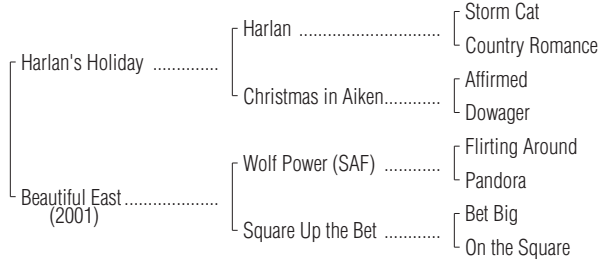 Storm Cat
Harlan ..............................
Country Romance
Harlan's Holiday ..............
Affirmed
Christmas in Aiken............
Dowager
Flirting Around
Wolf Power (SAF) ............
Pandora
Beautiful East....................
(2001)
Bet Big
Square Up the Bet ............
On the Square